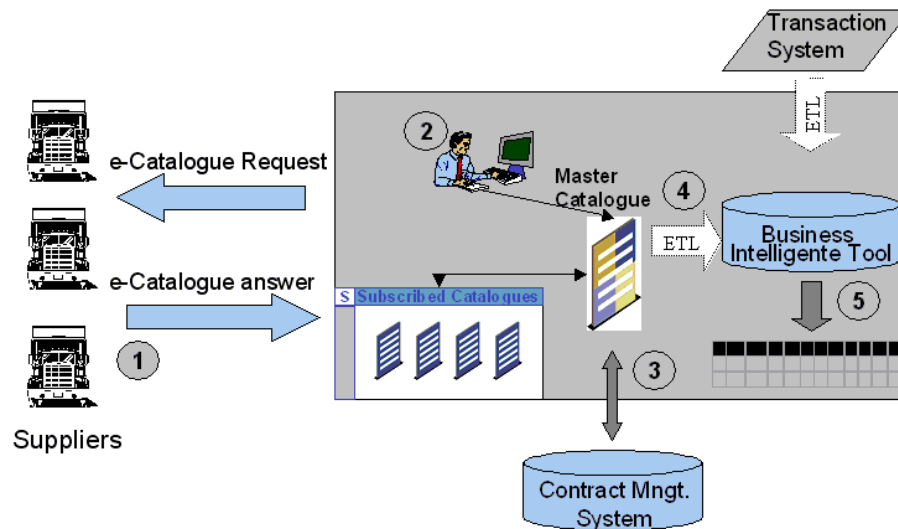 Transaction
System
ETL
2
e-Catalogue Request
Master
Catalogue
4
ETL
Business
Intelligente Tool
e-Catalogue answer
S Subscribed Catalogues
5
1
3
Suppliers
Contract Mngt.
System